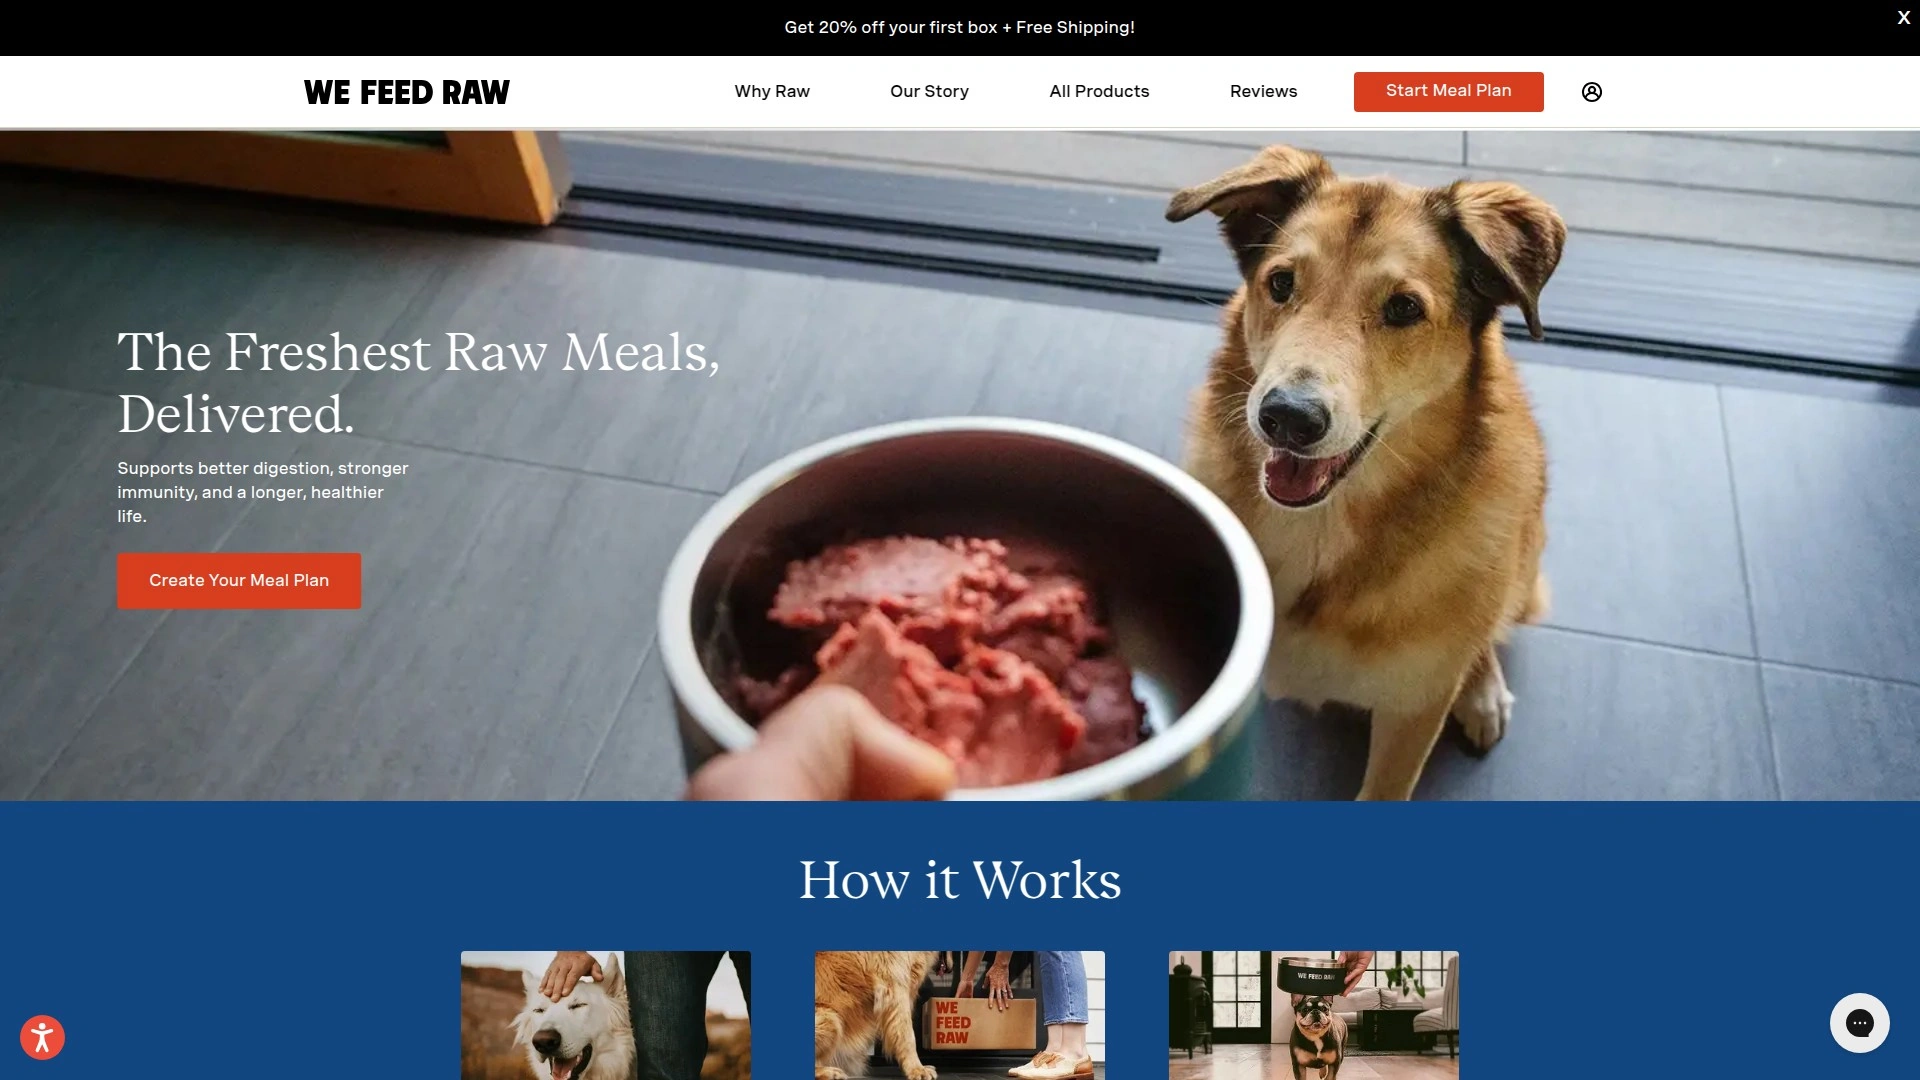 Get 20% off your first box + Free Shipping!
X
WE FEED RAW
Why Raw
Our Story
All Products
Reviews
Start Meal Plan
The Freshest Raw Meals,
Delivered.
Supports better digestion, stronger
immunity, and a longer, healthier
life.
Create Your Meal Plan
How it Works
WE
FEED
RAW
WE FEED RAW